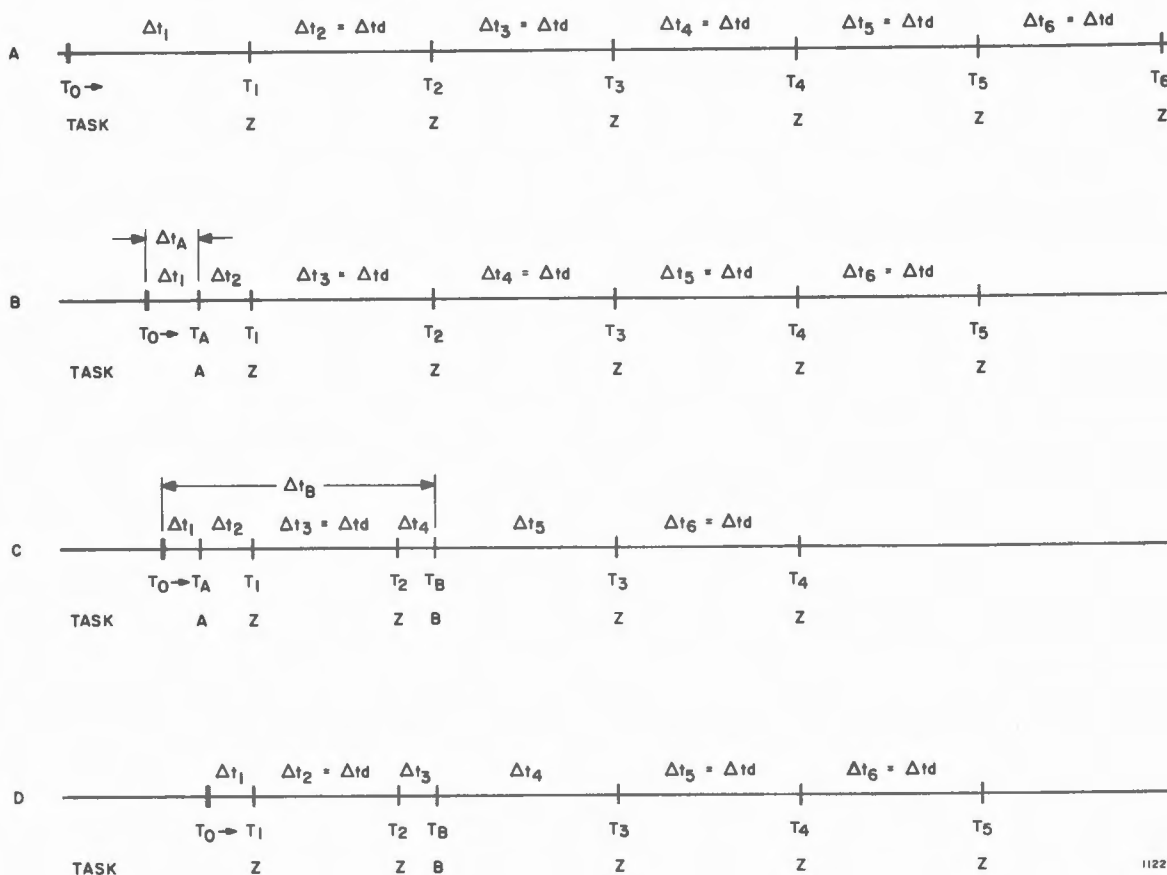 Δt1 Δt2 = Δtd Δt3 = Δtd Δt4 = Δtd Δt5 = Δtd Δt6 = Δtd
A
T0→ T1 T2 T3 T4 T5 T6
TASK Z Z Z Z Z Z
ΔtA
Δt1 Δt2 Δt3 = Δtd Δt4 = Δtd Δt5 = Δtd Δt6 = Δtd
B
T0→ TA T1 T2 T3 T4 T5
TASK A Z Z Z Z Z
ΔtB
Δt1 Δt2 Δt3 = Δtd Δt4 Δt5 Δt6 = Δtd
C
T0→TA T1 T2 TB T3 T4
TASK A Z Z B Z Z
Δt1 Δt2 = Δtd Δt3 Δt4 Δt5 = Δtd Δt6 = Δtd
D
T0→ T1 T2 TB T3 T4 T5
TASK Z Z B Z Z Z
1122